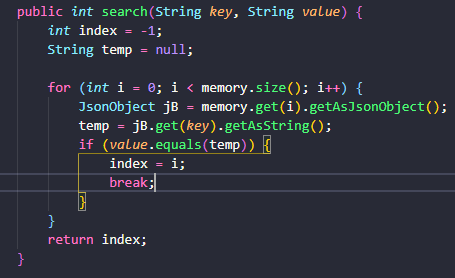 public int search(String key, String value) {
    int index = -1;
    String temp = null;

    for (int i = 0; i < memory.size(); i++) {
        JsonObject jB = memory.get(i).getAsJsonObject();
        temp = jB.get(key).getAsString();
        if (value.equals(temp)) {
            index = i;
            break;
        }
    }
    return index;
}